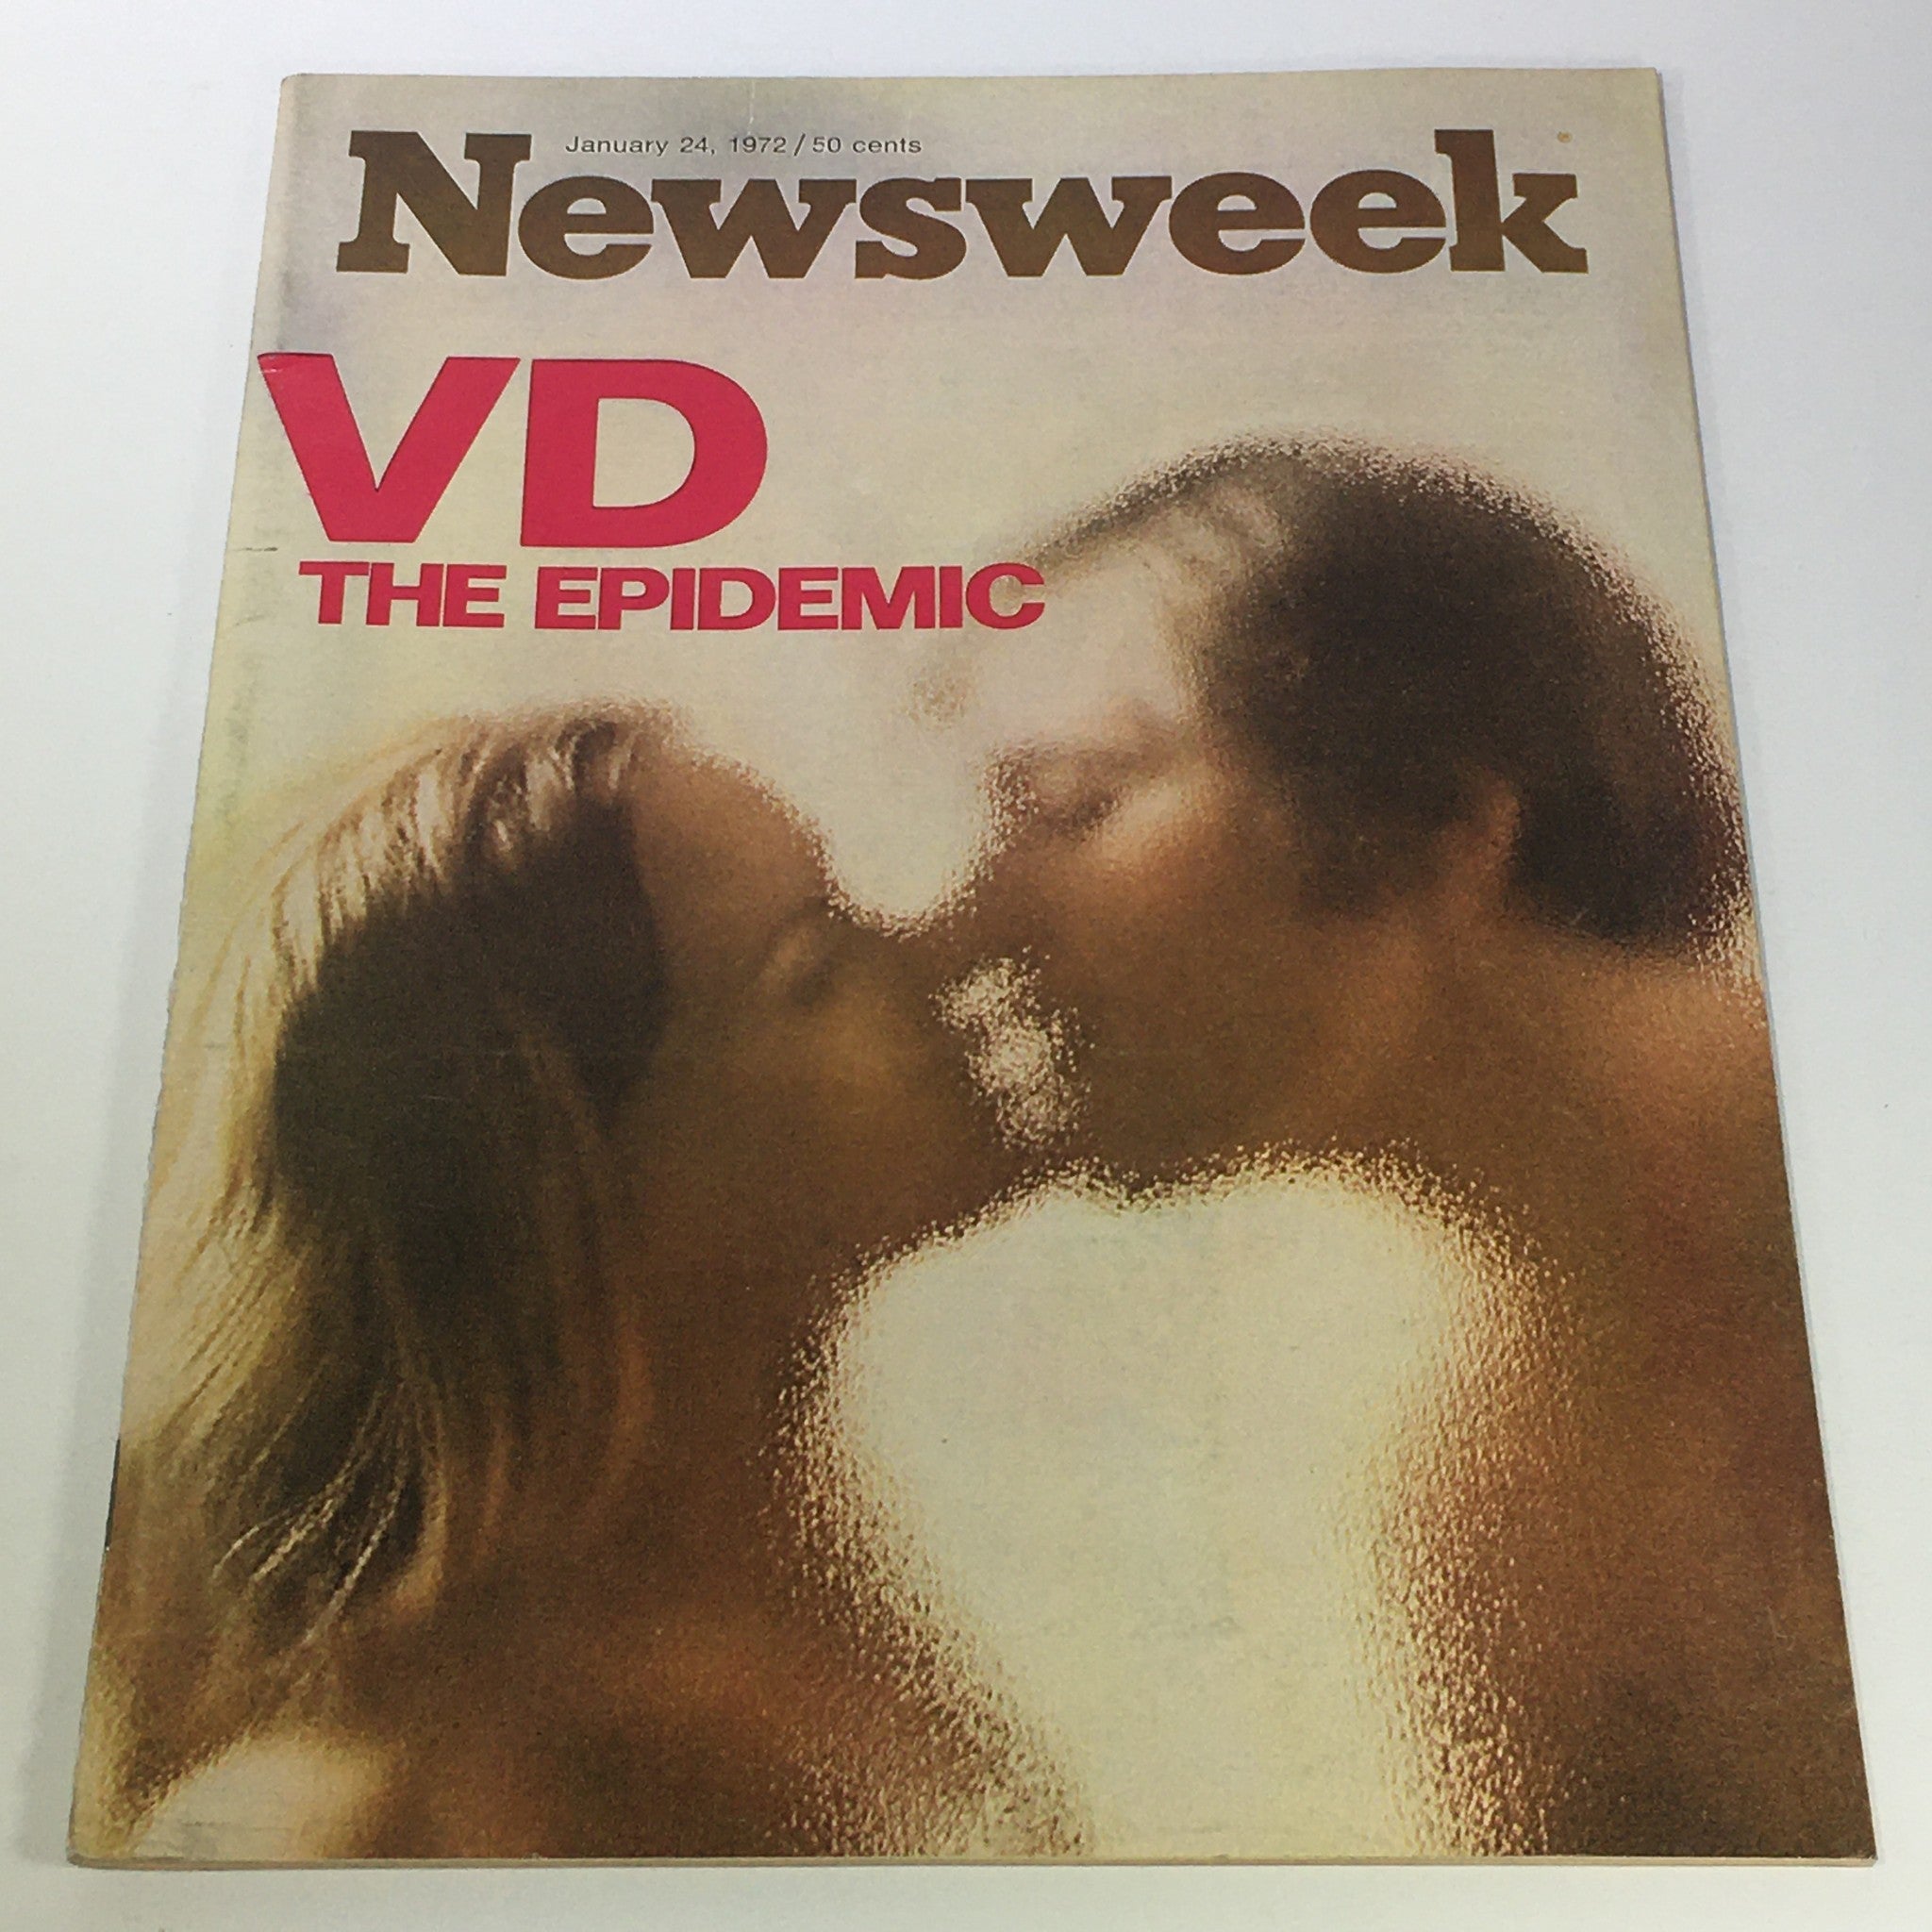 January 24, 1972 / 50 cents
Newsweek
VD
THE EPIDEMIC